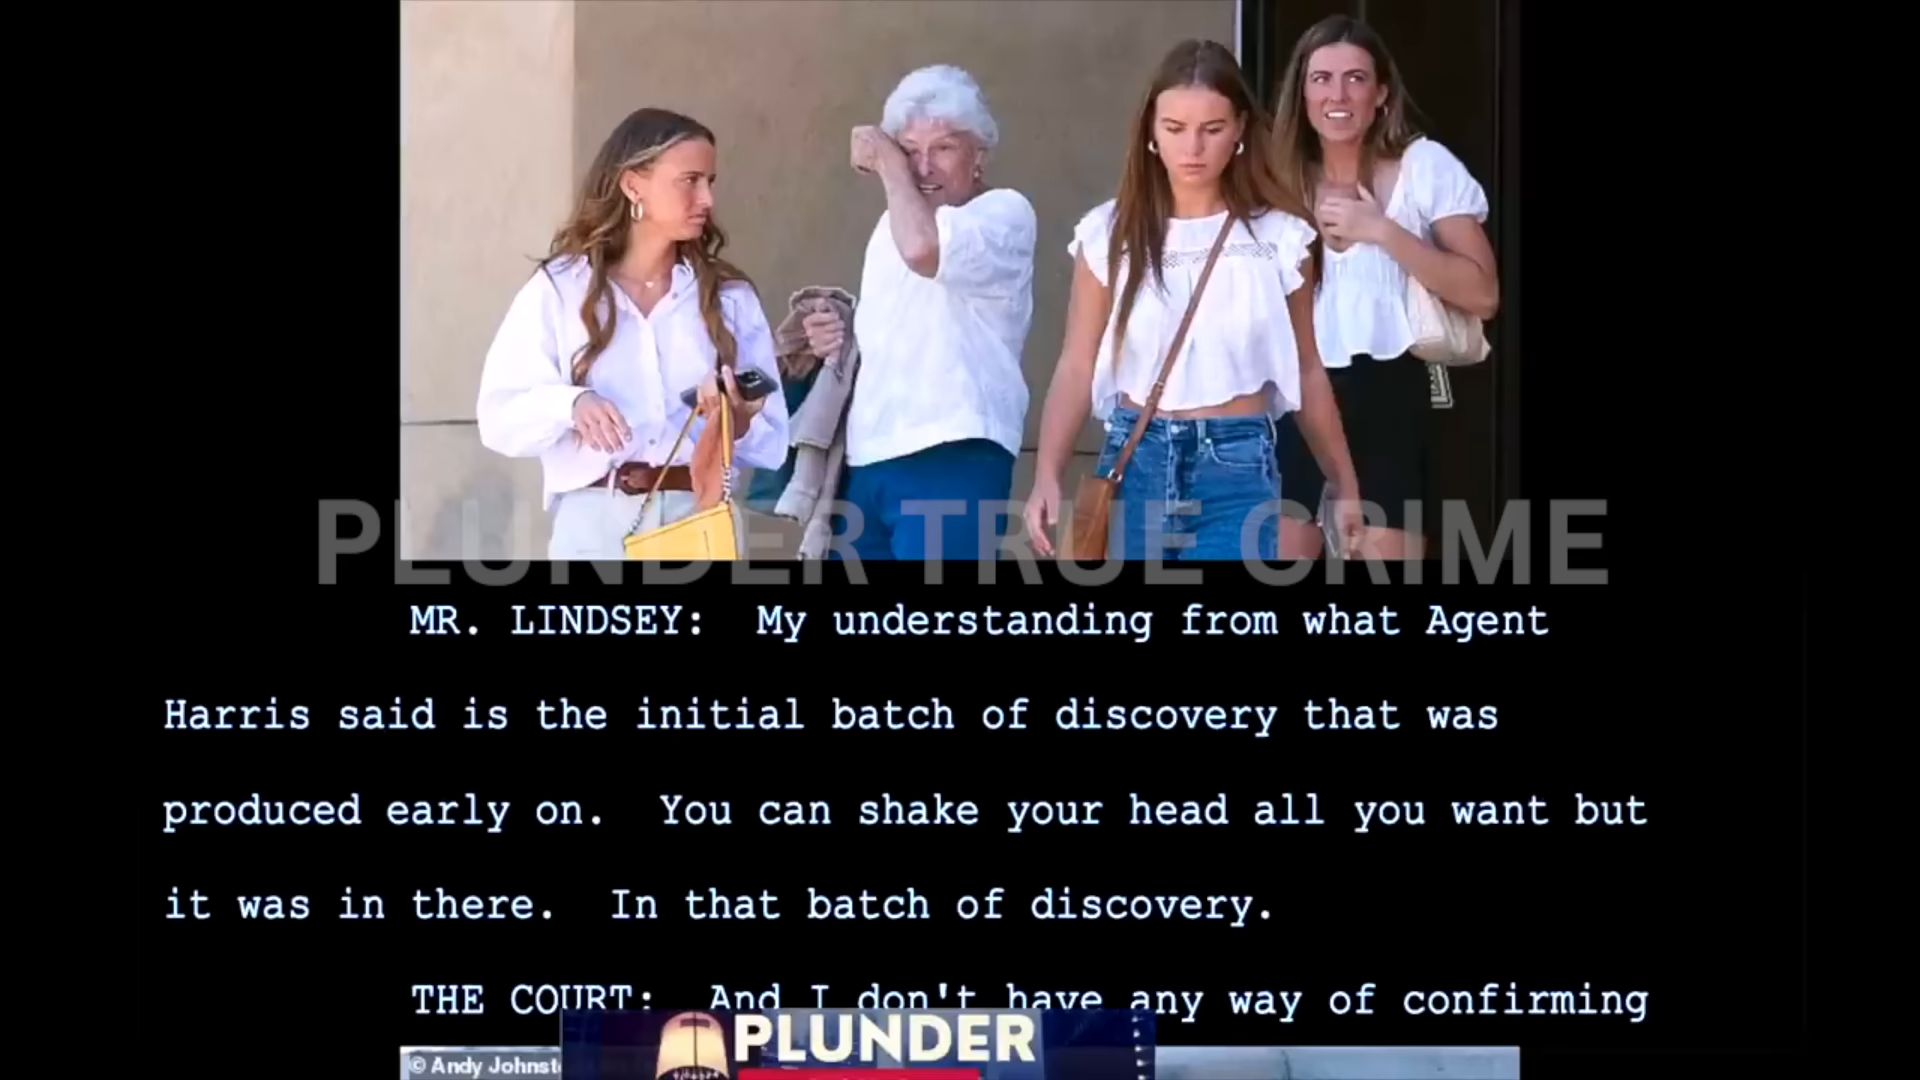 PLUNDER TRUE CRIME
MR. LINDSEY:  My understanding from what Agent
Harris said is the initial batch of discovery that was
produced early on.  You can shake your head all you want but
it was in there.  In that batch of discovery.
THE COURT:  And I don't have any way of confirming
PLUNDER
© Andy Johnst